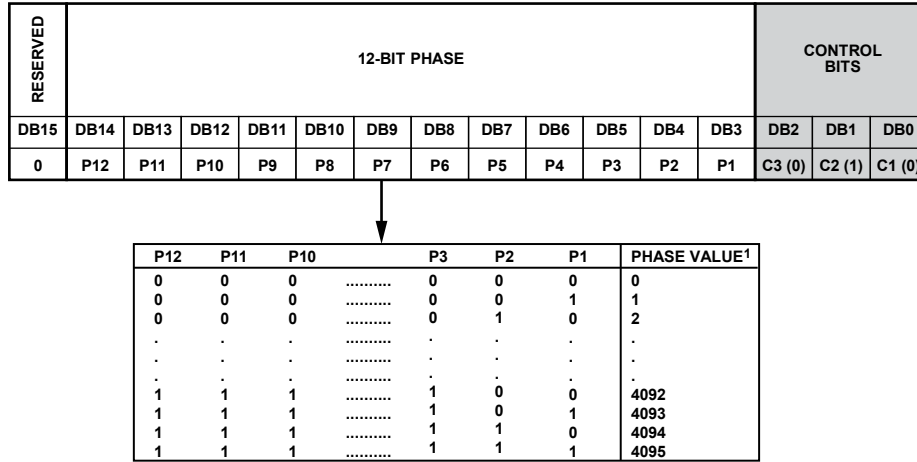 RESERVED
12-BIT PHASE
CONTROL
BITS
DB15 DB14 DB13 DB12 DB11 DB10 DB9 DB8 DB7 DB6 DB5 DB4 DB3 DB2 DB1 DB0
0 P12 P11 P10 P9 P8 P7 P6 P5 P4 P3 P2 P1 C3 (0) C2 (1) C1 (0)
P12 P11 P10 P3 P2 P1 PHASE VALUE1
0 0 0 .......... 0 0 0 0
0 0 0 .......... 0 0 1 1
0 0 0 .......... 0 1 0 2
. . . .......... . . . .
. . . .......... . . . .
. . . .......... . . . .
1 1 1 .......... 1 0 0 4092
1 1 1 .......... 1 0 1 4093
1 1 1 .......... 1 1 0 4094
1 1 1 .......... 1 1 1 4095